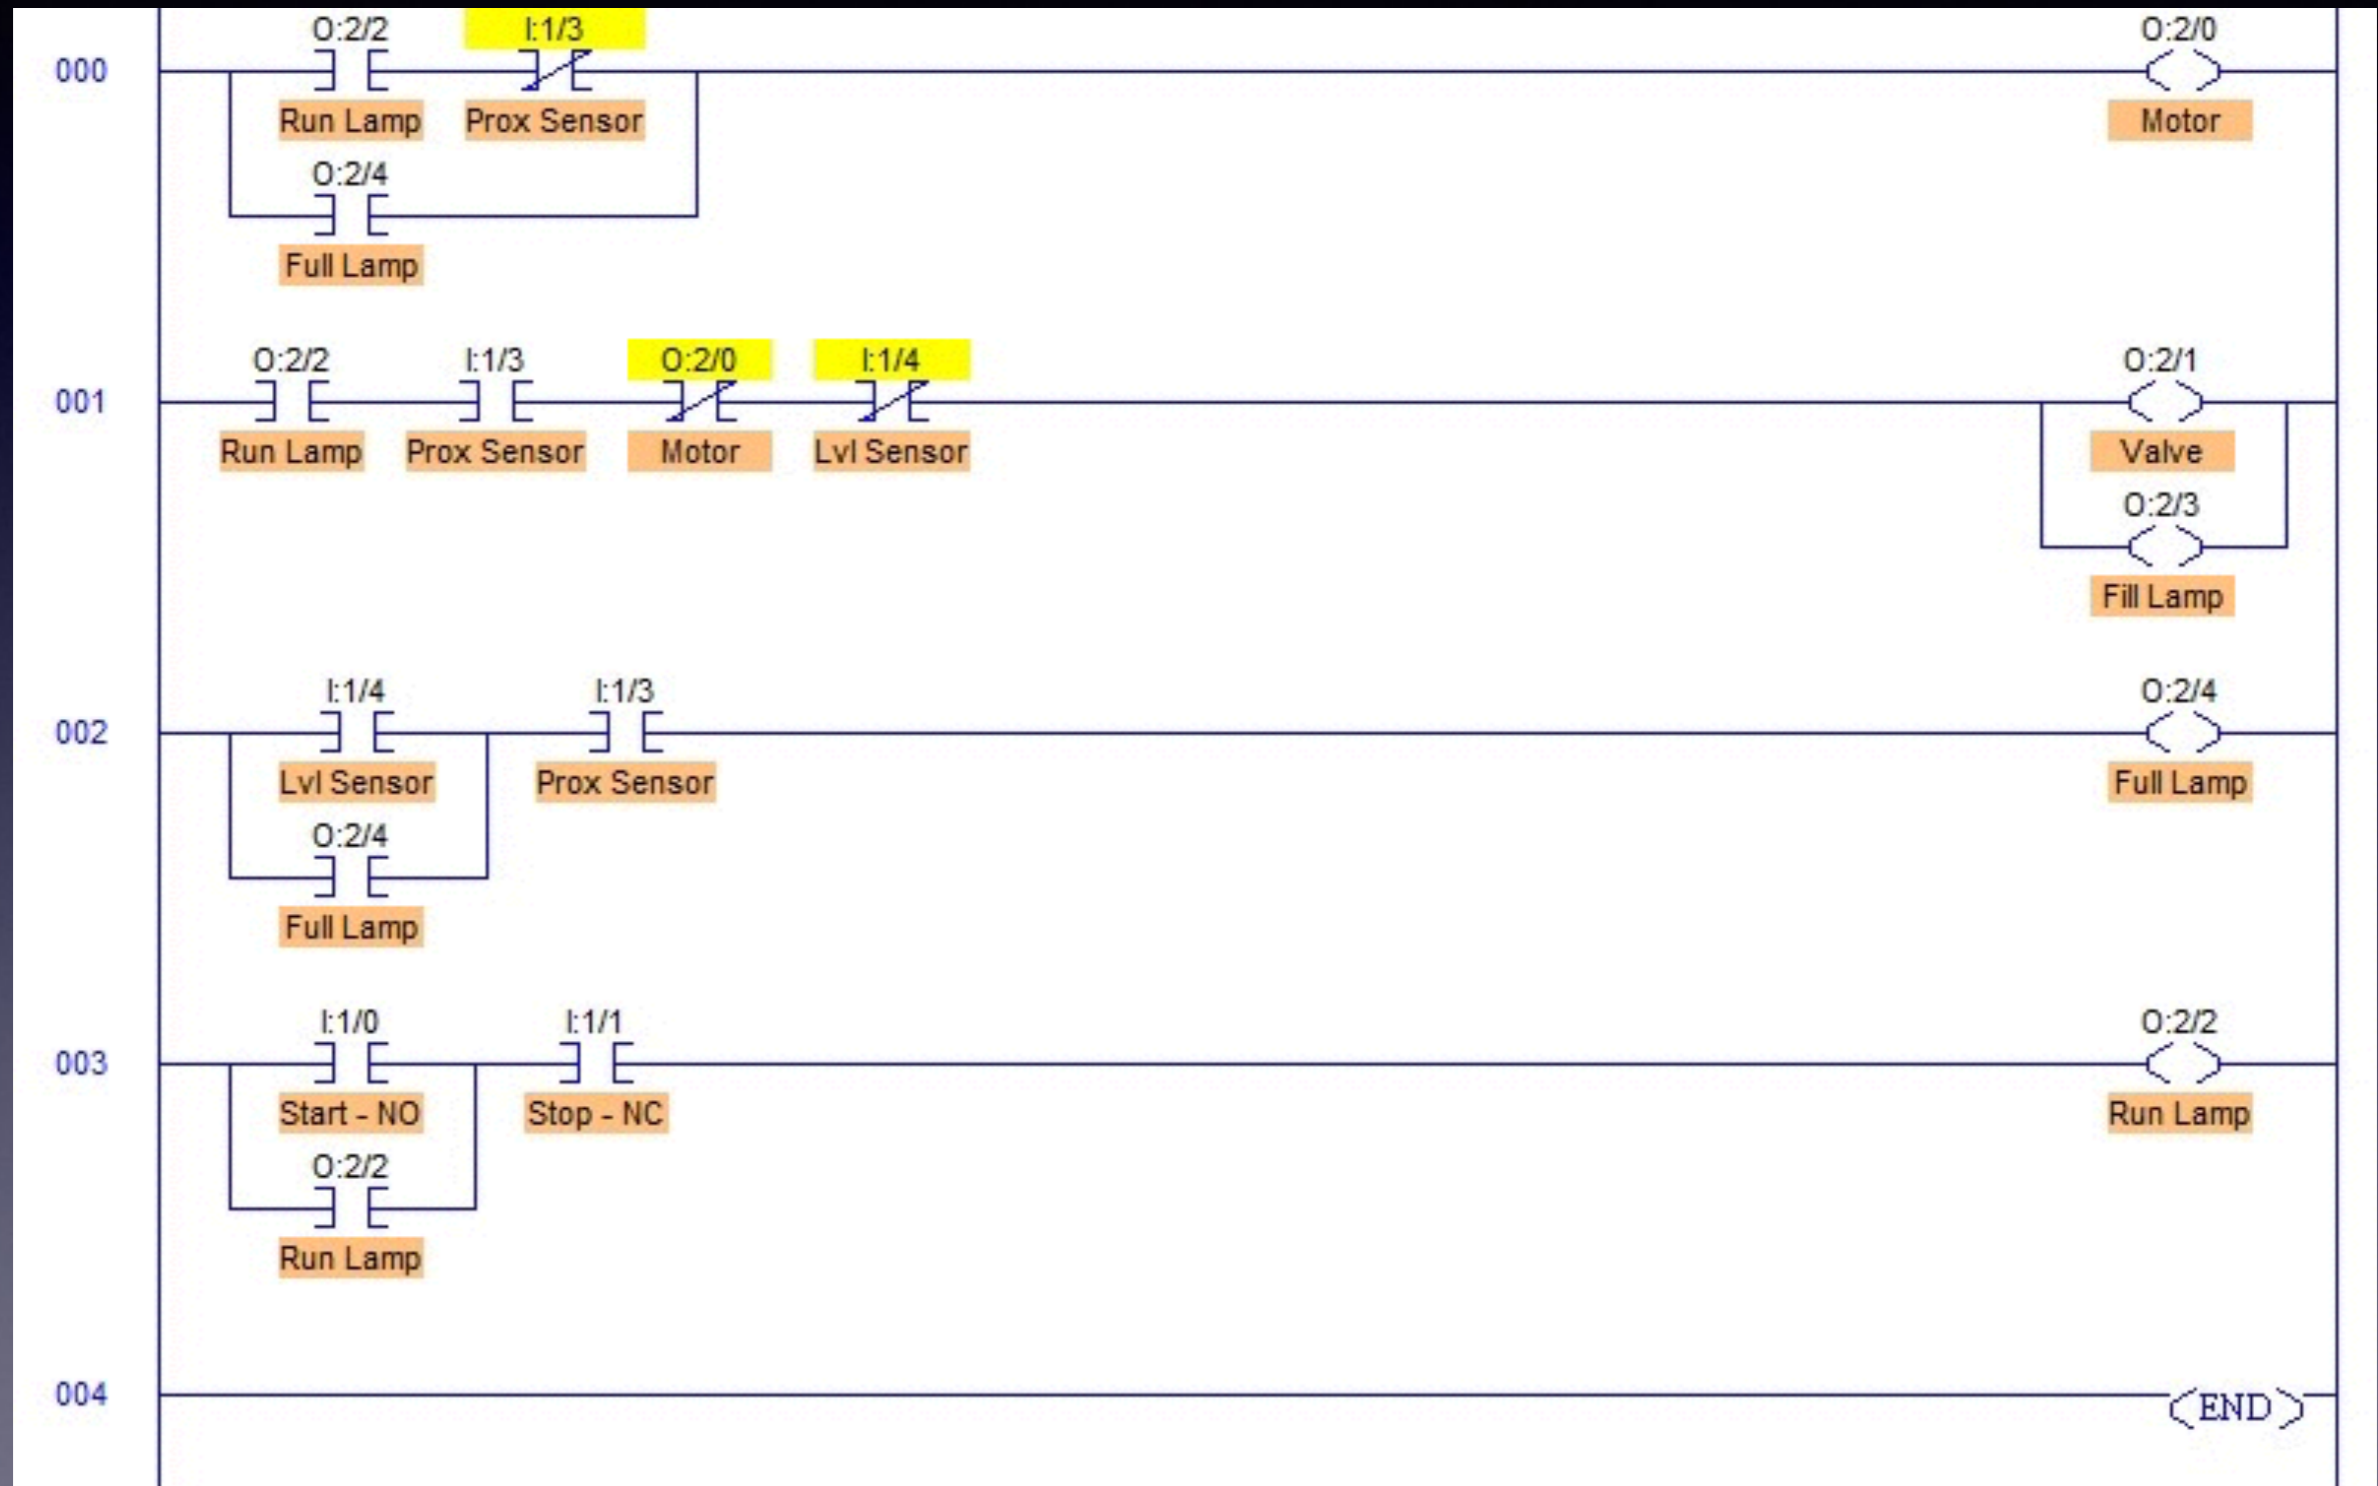 O:2/2 I:1/3 O:2/0
000
Run Lamp Prox Sensor Motor
O:2/4
Full Lamp
O:2/2 I:1/3 O:2/0 I:1/4 O:2/1
001
Run Lamp Prox Sensor Motor Lvl Sensor Valve
O:2/3
Fill Lamp
I:1/4 I:1/3 O:2/4
002
Lvl Sensor Prox Sensor Full Lamp
O:2/4
Full Lamp
I:1/0 I:1/1 O:2/2
003
Start - NO Stop - NC Run Lamp
O:2/2
Run Lamp
004 END